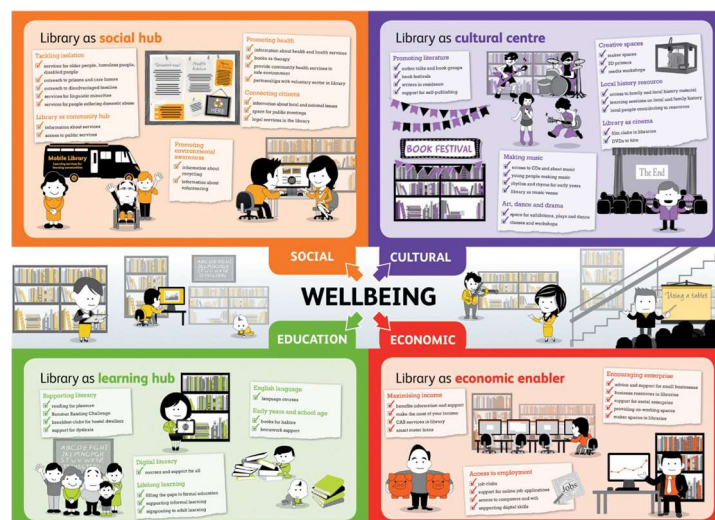 Library as social hub
Tackling isolation
services for older people, homeless people,
disabled people
outreach to prisons and care homes
outreach to disadvantaged families
services for linguistic minorities
services for people suffering domestic abuse
Library as community hub
information about services
access to public services
Mobile Library
HERE
Promoting health
information about health and health services
books as therapy
provide community health services in
safe environment
partnerships with voluntary sector in library
Connecting citizens
information about local and national issues
space for public meetings
legal services in the library
Promoting
environmental
awareness
information about
recycling
information about
volunteering
Library as cultural centre
Promoting literature
author talks and book groups
book festivals
writers in residence
support for self-publishing
BOOK FESTIVAL
Creative spaces
maker spaces
3D printers
media workshops
Local history resource
access to family and local history material
learning sessions on local and family history
local people contributing to resources
Library as cinema
film clubs in libraries
DVDs to hire
The End
Making music
access to CDs and sheet music
young people making music
rhythm and rhyme for early years
library as music venue
Art, dance and drama
space for exhibitions, plays and dance
classes and workshops
SOCIAL
CULTURAL
WELLBEING
EDUCATION
ECONOMIC
Using a tablet
Library as learning hub
Supporting literacy
reading for pleasure
Summer Reading Challenge
breakfast clubs for hostel dwellers
support for dyslexia
English language
language courses
Early years and school age
books for babies
homework support
Digital literacy
success and support for all
Lifelong learning
filling the gaps in formal education
supporting informal learning
signposting to adult learning
Library as economic enabler
Maximising income
benefits information and support
make the most of your income
CAB services in library
smart meter loans
Encouraging enterprise
advice and support for small businesses
business resources in libraries
support for social enterprise
providing co-working spaces
maker spaces in libraries
Access to employment
job clubs
support for online job applications
access to computers and wifi
supporting digital skills
Jobs